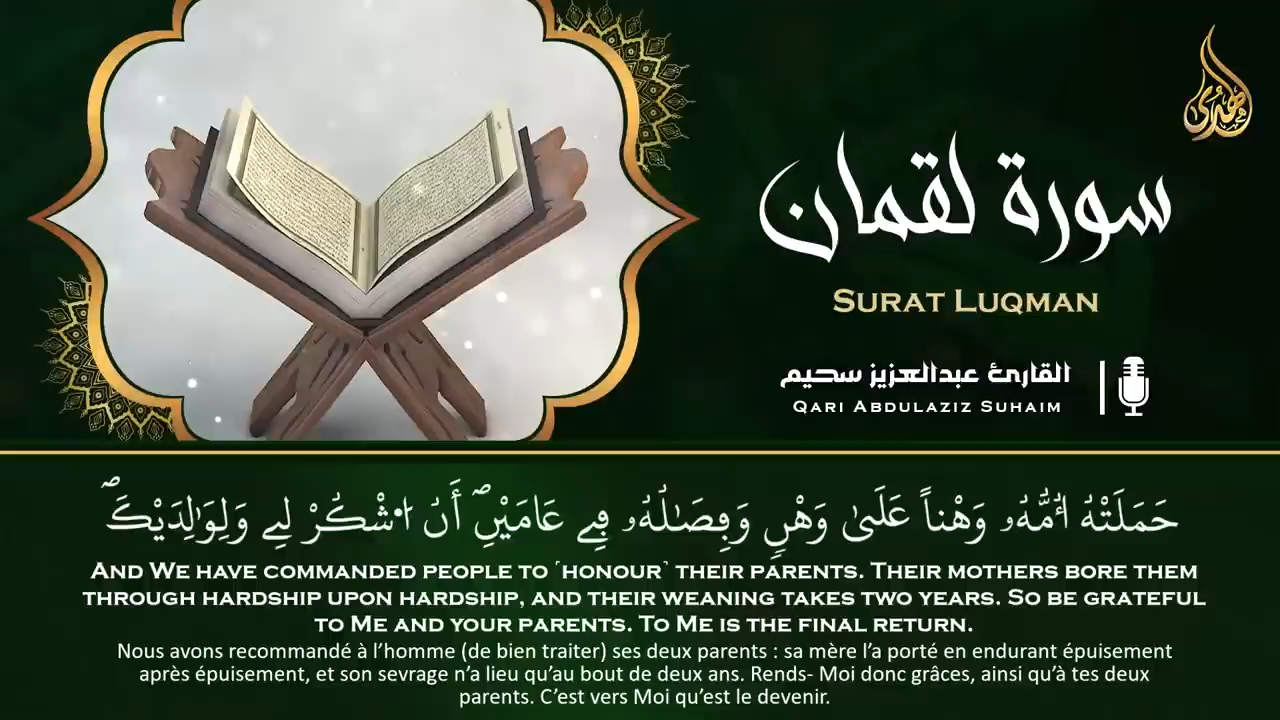 الهدى
سورة لقمان
SURAT LUQMAN
القارئ عبدالعزيز سحيم
QARI ABDULAZIZ SUHAIM
حَمَلَتْهُ أُمُّهُۥ وَهْناً عَلَىٰ وَهْنٖ وَفِصَٰلُهُۥ فِے عَامَيْنِۖ أَنُ اُ۪شْكُرْ لِے وَلِوَٰلِدَيْكَۖ
AND WE HAVE COMMANDED PEOPLE TO ˹HONOUR˺ THEIR PARENTS. THEIR MOTHERS BORE THEM
THROUGH HARDSHIP UPON HARDSHIP, AND THEIR WEANING TAKES TWO YEARS. SO BE GRATEFUL
TO ME AND YOUR PARENTS. TO ME IS THE FINAL RETURN.
Nous avons recommandé à l’homme (de bien traiter) ses deux parents : sa mère l’a porté en endurant épuisement
après épuisement, et son sevrage n’a lieu qu’au bout de deux ans. Rends- Moi donc grâces, ainsi qu’à tes deux
parents. C’est vers Moi qu’est le devenir.